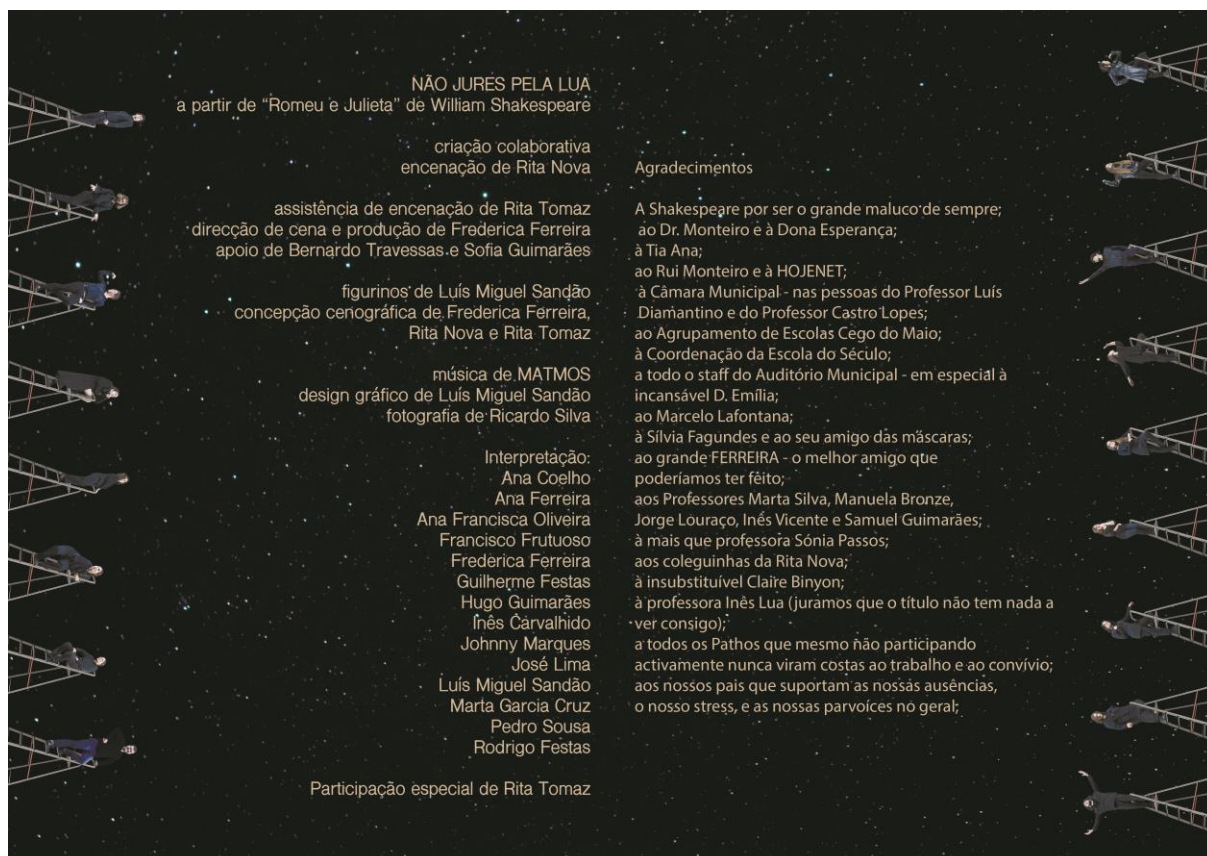 NÃO JURES PELA LUA
a partir de “Romeu e Julieta” de William Shakespeare
criação colaborativa
encenação de Rita Nova
assistência de encenação de Rita Tomaz
direcção de cena e produção de Frederica Ferreira
apoio de Bernardo Travessas e Sofia Guimarães
figurinos de Luís Miguel Sandão
concepção cenográfica de Frederica Ferreira,
Rita Nova e Rita Tomaz
música de MATMOS
design gráfico de Luís Miguel Sandão
fotografia de Ricardo Silva
Interpretação:
Ana Coelho
Ana Ferreira
Ana Francisca Oliveira
Francisco Frutuoso
Frederica Ferreira
Guilherme Festas
Hugo Guimarães
Inês Carvalhido
Johnny Marques
José Lima
Luís Miguel Sandão
Marta Garcia Cruz
Pedro Sousa
Rodrigo Festas
Participação especial de Rita Tomaz
Agradecimentos
A Shakespeare por ser o grande maluco de sempre;
ao Dr. Monteiro e à Dona Esperança;
à Tia Ana;
ao Rui Monteiro e à HOJENET;
à Câmara Municipal - nas pessoas do Professor Luís
Diamantino e do Professor Castro Lopes;
ao Agrupamento de Escolas Cego do Maio;
à Coordenação da Escola do Século;
a todo o staff do Auditório Municipal - em especial à
incansável D. Emília;
ao Marcelo Lafontana;
à Sílvia Fagundes e ao seu amigo das máscaras;
ao grande FERREIRA - o melhor amigo que
poderíamos ter feito;
aos Professores Marta Silva, Manuela Bronze,
Jorge Louraço, Inês Vicente e Samuel Guimarães;
à mais que professora Sónia Passos;
aos coleguinhas da Rita Nova;
à insubstituível Claire Binyon;
à professora Inês Lua (juramos que o título não tem nada a
ver consigo);
a todos os Pathos que mesmo não participando
activamente nunca viram costas ao trabalho e ao convívio;
aos nossos pais que suportam as nossas ausências,
o nosso stress, e as nossas parvoíces no geral;